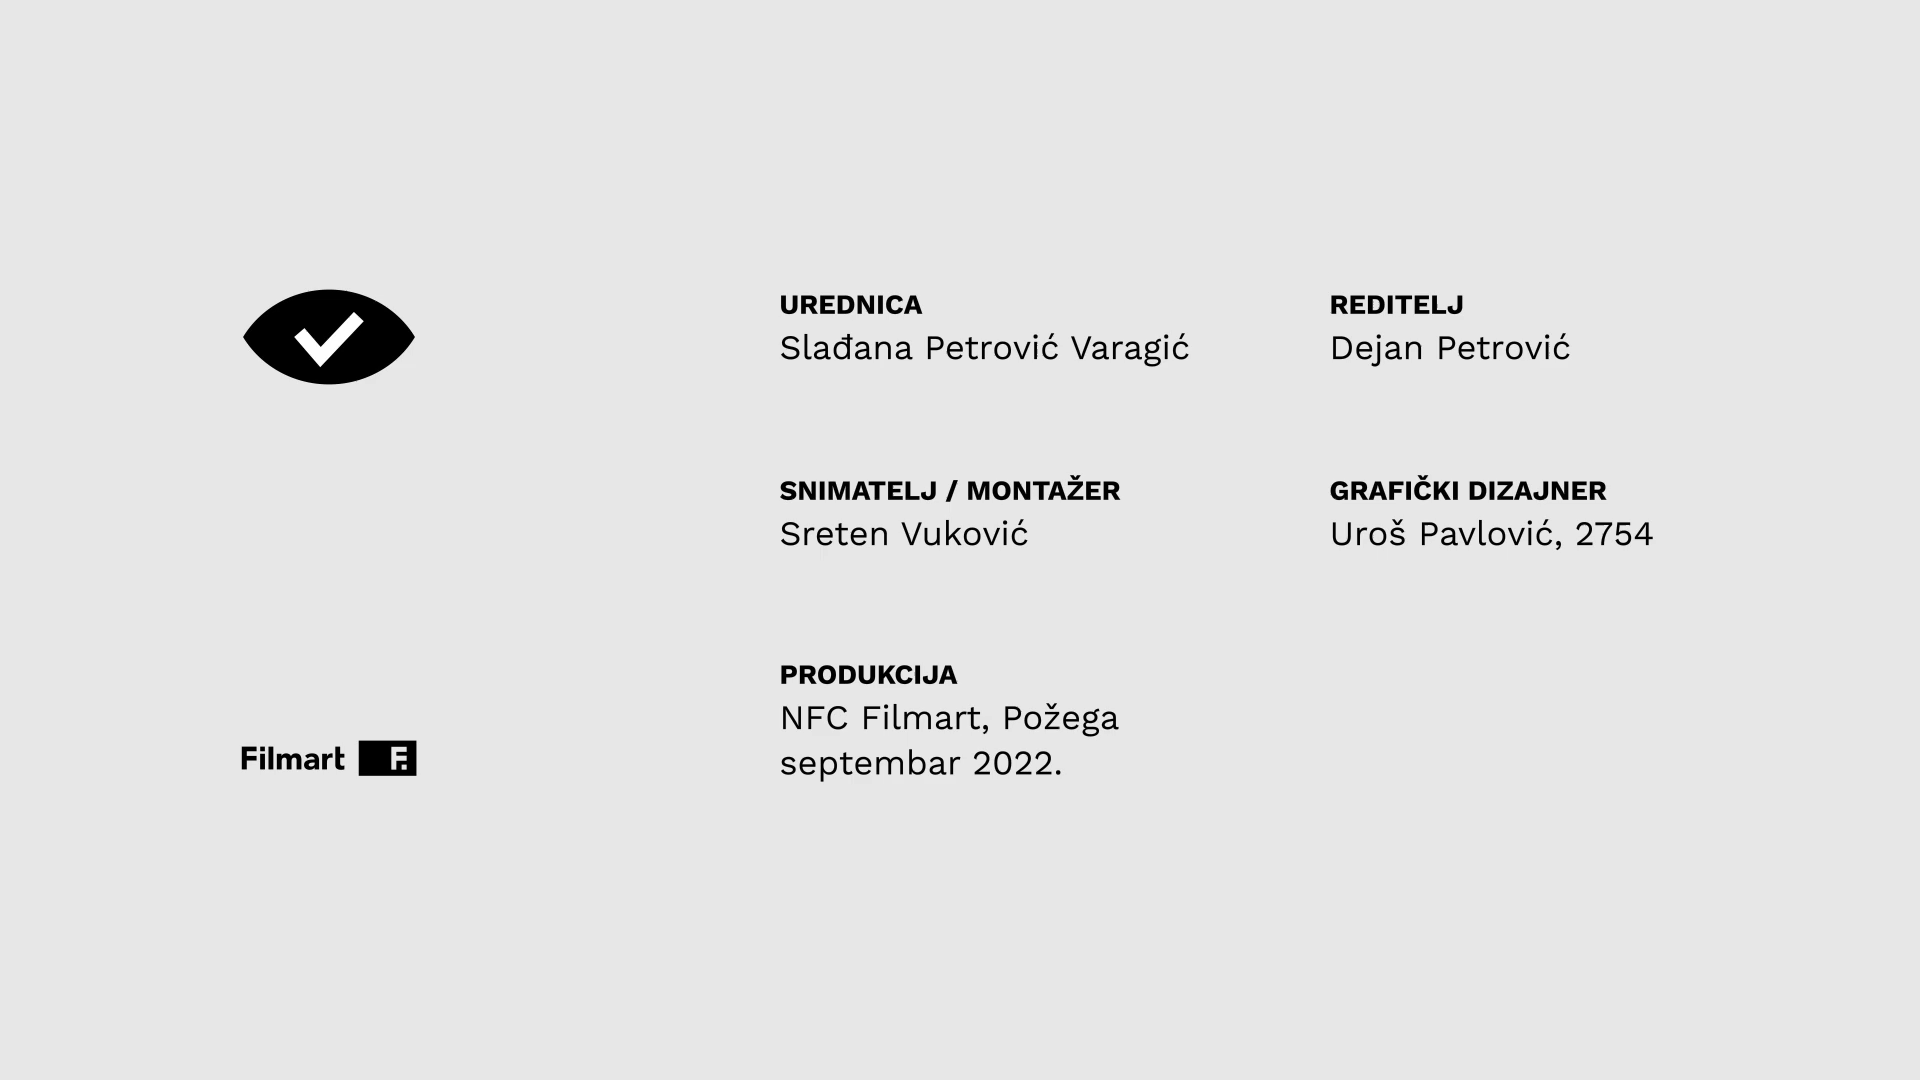 UREDNICA
Slađana Petrović Varagić
REDITELJ
Dejan Petrović
SNIMATELJ / MONTAŽER
Sreten Vuković
GRAFIČKI DIZAJNER
Uroš Pavlović, 2754
PRODUKCIJA
NFC Filmart, Požega
septembar 2022.
Filmart F.